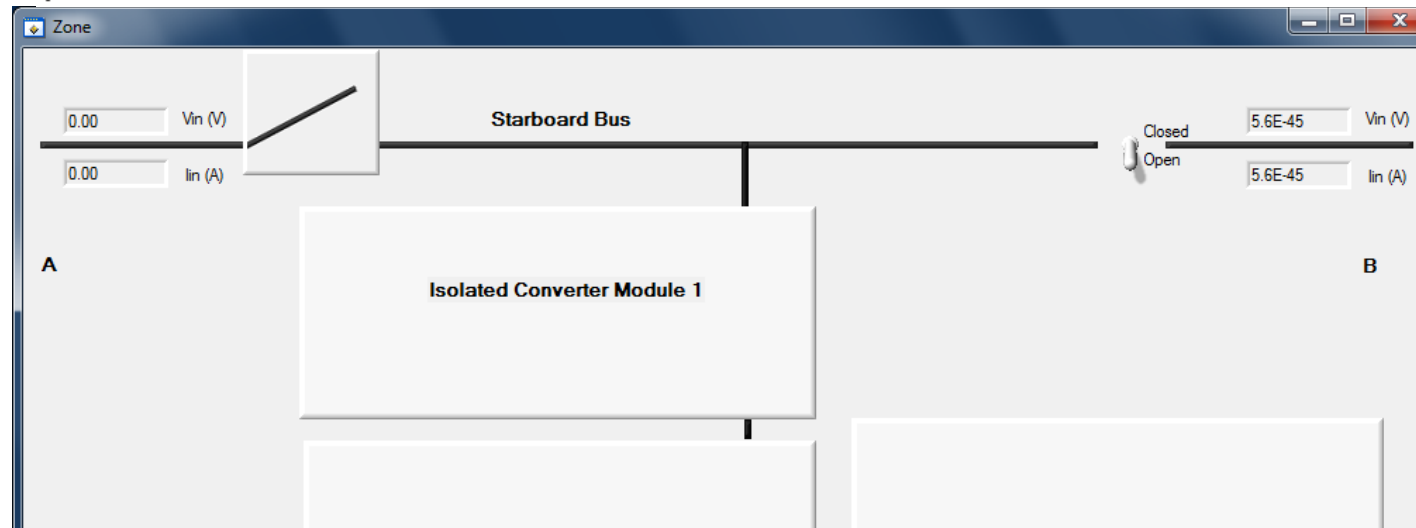 Zone
0.00 Vin (V)
Starboard Bus
Closed
5.6E-45 Vin (V)
0.00 Iin (A)
Open
5.6E-45 Iin (A)
A
B
Isolated Converter Module 1